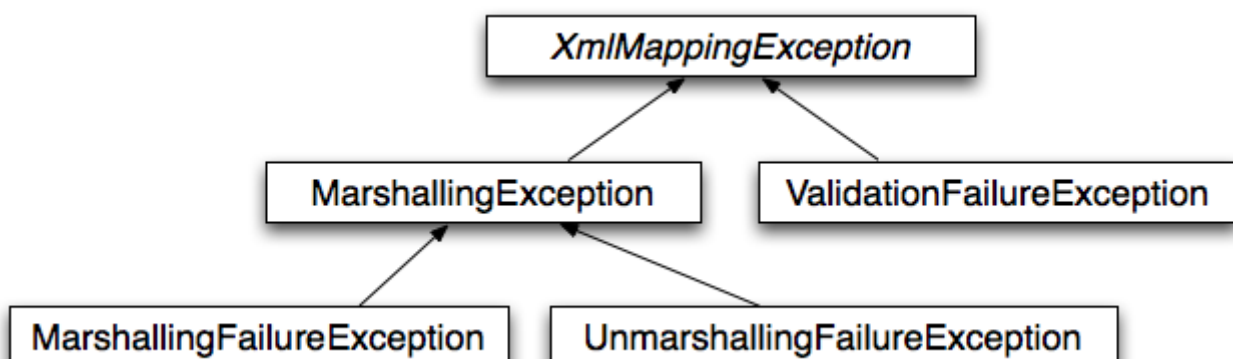 XmlMappingException
MarshallingException
ValidationFailureException
MarshallingFailureException
UnmarshallingFailureException